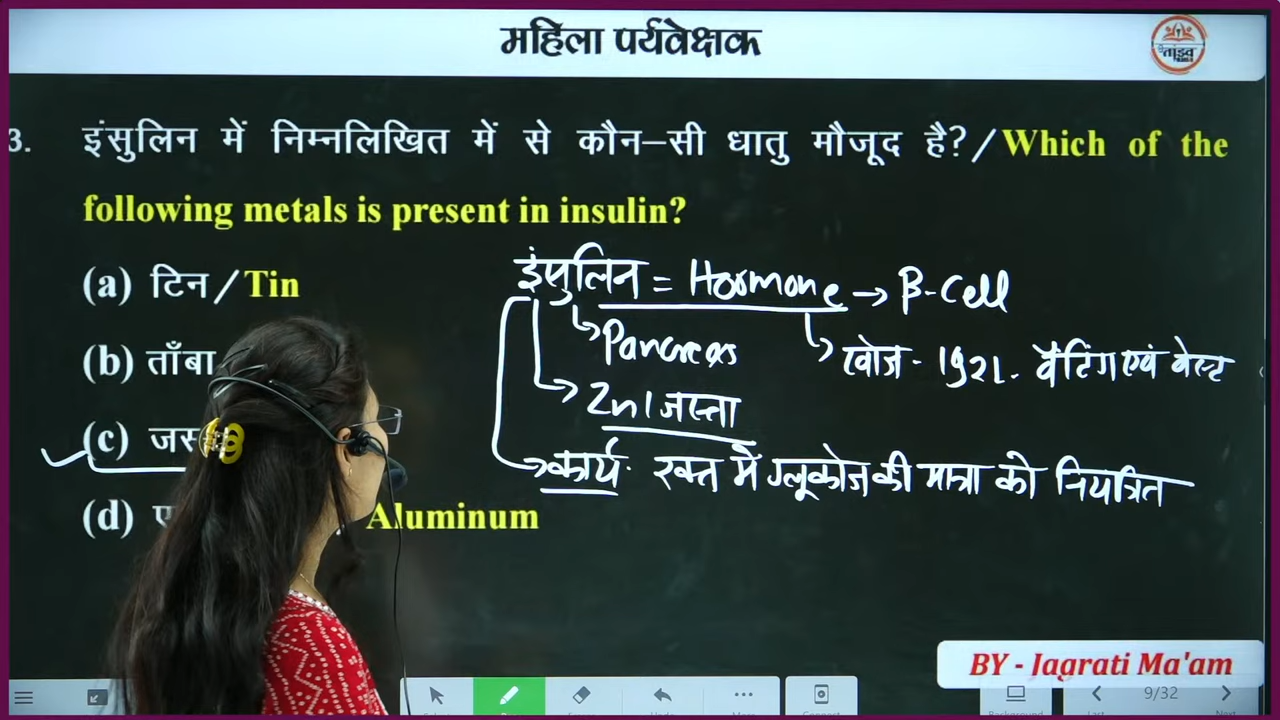 महिला पर्यवेक्षक
3. इंसुलिन में निम्नलिखित में से कौन–सी धातु मौजूद है?/Which of the
following metals is present in insulin?
(a) टिन/Tin
(b) ताँबा
(c) जस
(d) ए Aluminum
इंसुलिन = Hormone → β-Cell
Pancreas
खोज - 1921 - बैंटिंग एवं वेस्ट
Zn/जस्ता
कार्य- रक्त में ग्लूकोज की मात्रा को नियंत्रित
BY - Jagrati Ma'am
9/32